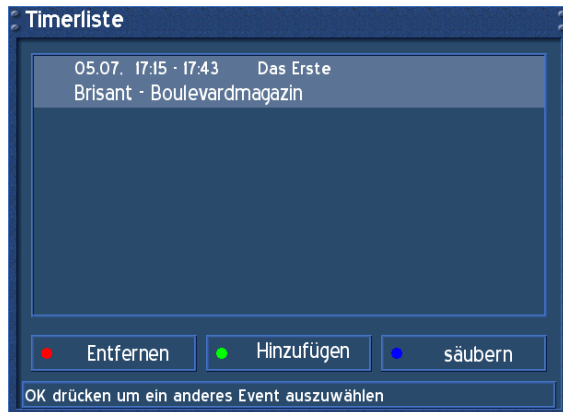 Timerliste
05.07. 17:15 - 17:43 Das Erste
Brisant - Boulevardmagazin
Entfernen Hinzufügen säubern
OK drücken um ein anderes Event auszuwählen